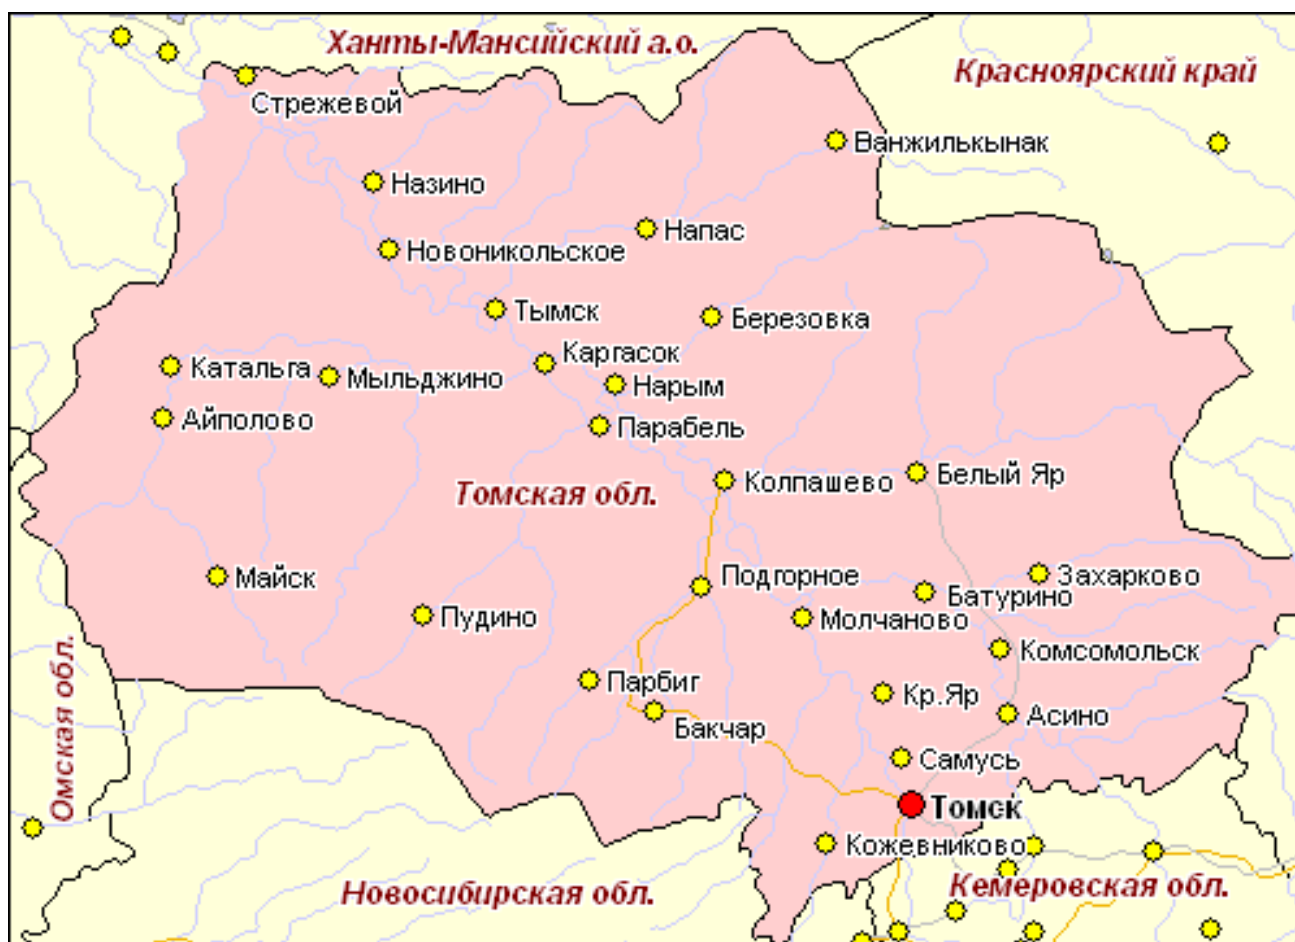 Ханты-Мансийский а.о.
Красноярский край
Стрежевой
Ванжилькынак
Назино
Напас
Новоникольское
Тымск
Березовка
Каргасок
Катальга
Мыльджино
Нарым
Айполово
Парабель
Белый Яр
Колпашево
Томская обл.
Майск
Подгорное
Захарково
Батурино
Пудино
Молчаново
Комсомольск
Омская обл.
Парбиг
Кр.Яр
Бакчар
Асино
Самусь
Томск
Кожевниково
Новосибирская обл.
Кемеровская обл.